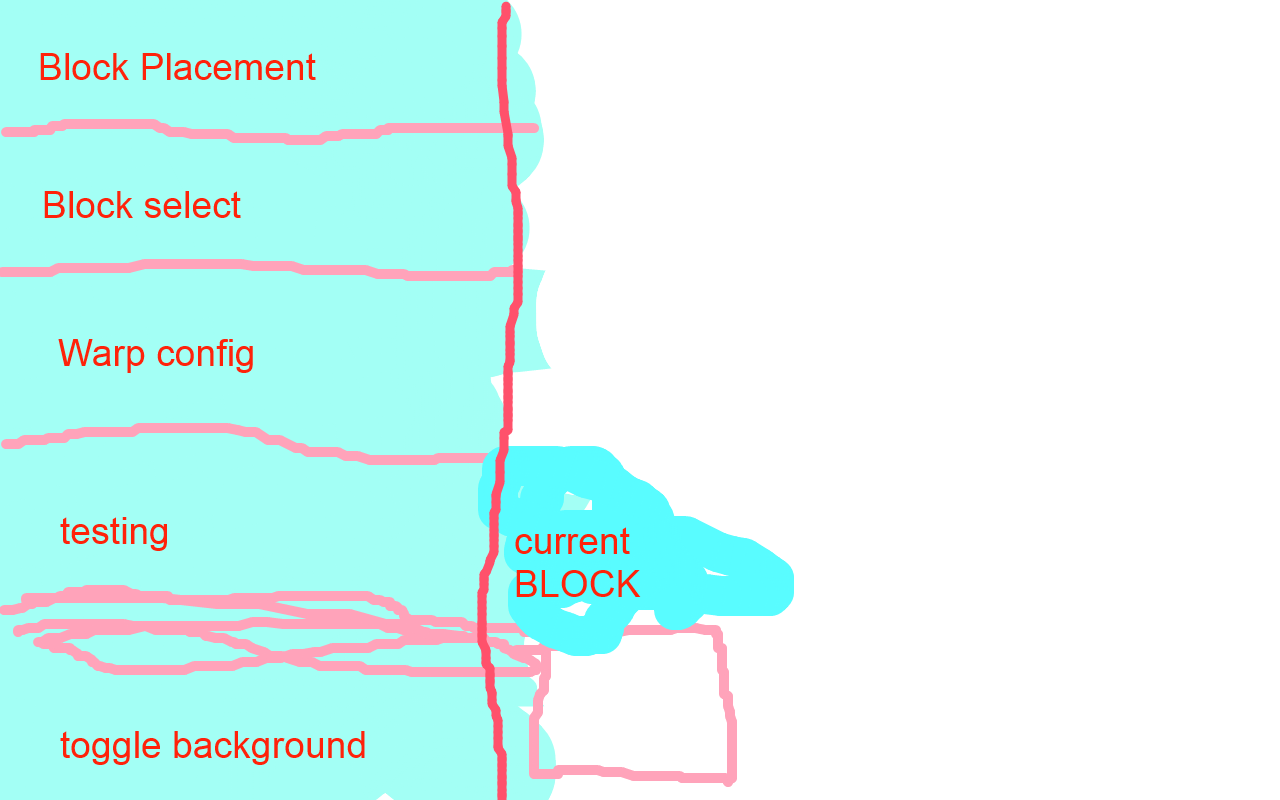 Block Placement
Block select
Warp config
testing
current
BLOCK
toggle background